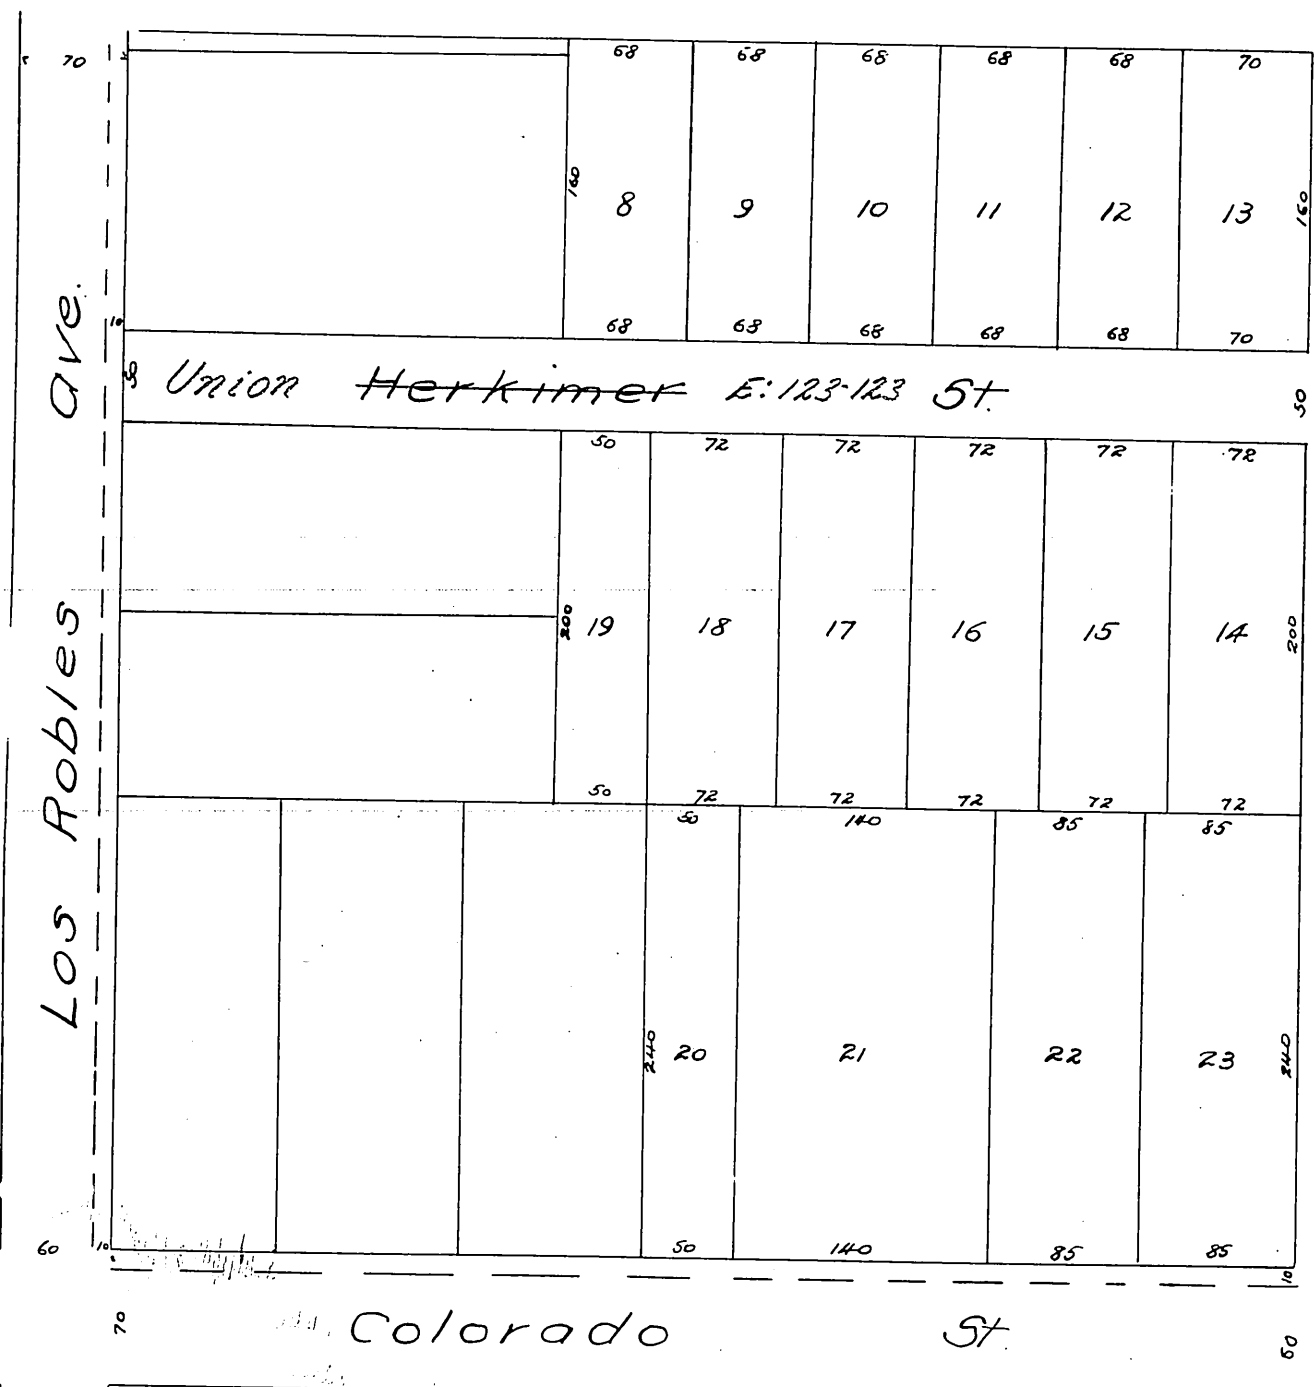 70 68 68 68 68 68 70
160 8 9 10 11 12 13 160
10 68 68 68 68 68 70
Union Herkimer E:123-123 St. 50
50 72 72 72 72 72
200 19 18 17 16 15 14 200
50 72 72 72 72 72
50 140 85 85
240 20 21 22 23 240
60 10 50 140 85 85 10
Los Robles Ave.
70 Colorado St. 60